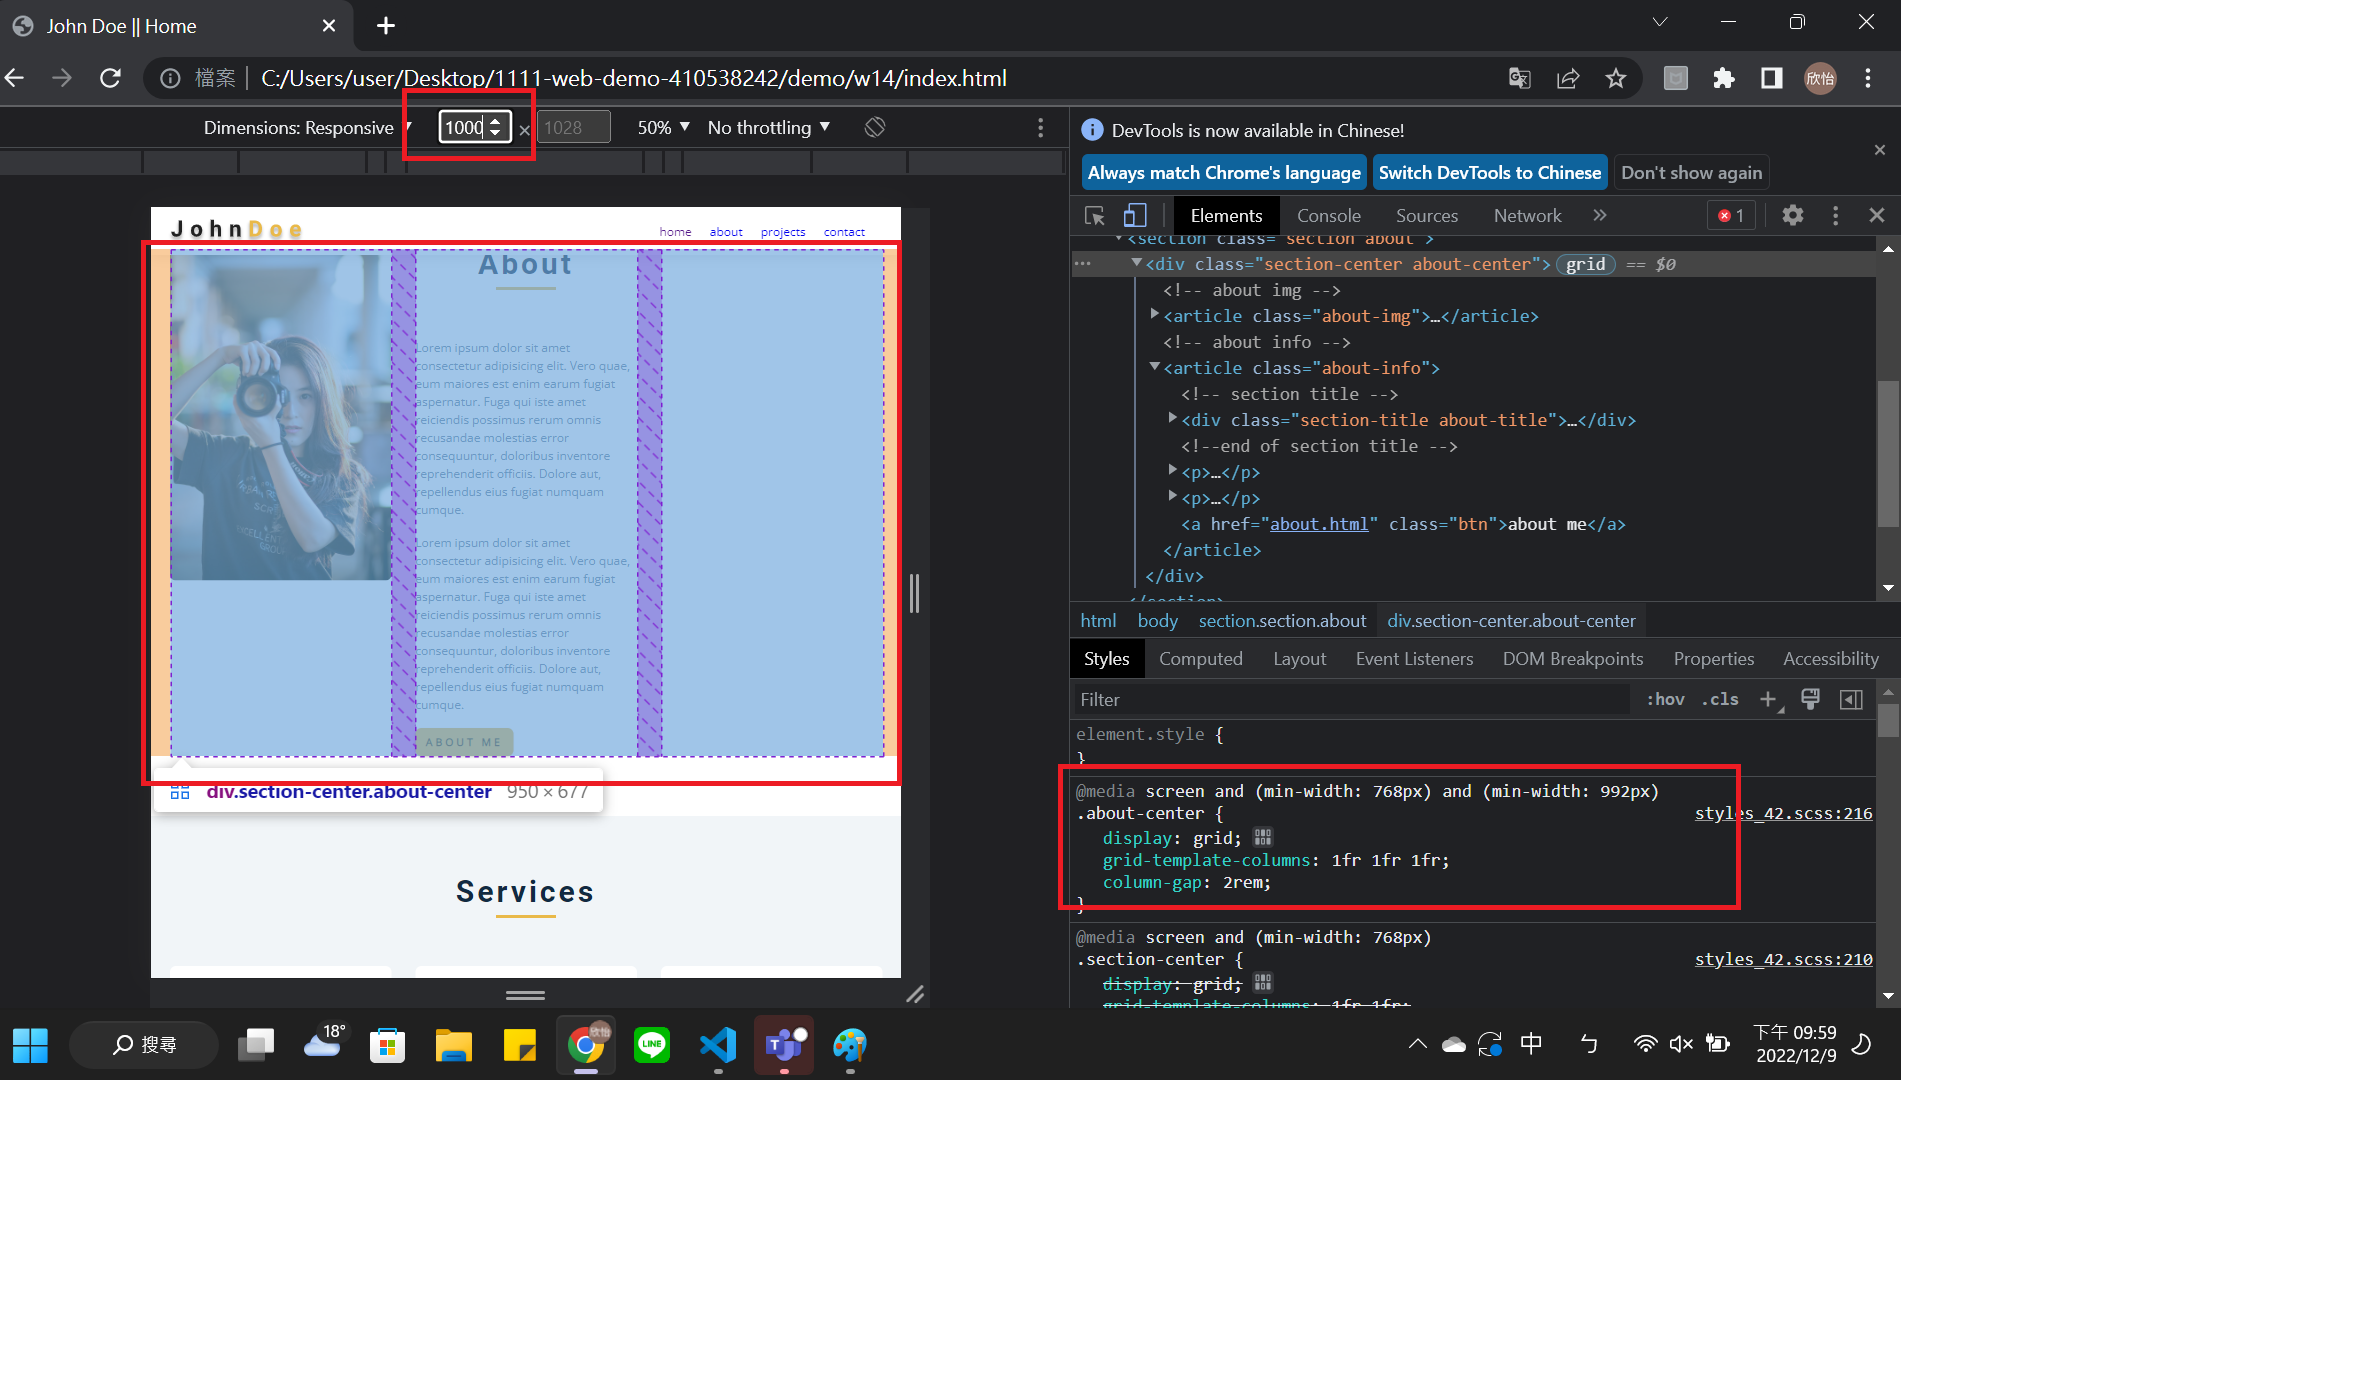 John Doe || Home
檔案 C:/Users/user/Desktop/1111-web-demo-410538242/demo/w14/index.html
欣怡
Dimensions: Responsive 1000 × 1028 50% No throttling
DevTools is now available in Chinese!
Always match Chrome's language Switch DevTools to Chinese Don't show again
Elements Console Sources Network » 1
JohnDoe
home about projects contact
About
Lorem ipsum dolor sit amet
consectetur adipisicing elit. Vero quae,
eum maiores est enim earum fugiat
aspernatur. Fuga qui iste amet
reiciendis possimus rerum omnis
recusandae molestias error
consequuntur, doloribus inventore
reprehenderit officiis. Dolore aut,
repellendus eius fugiat numquam
cumque.
Lorem ipsum dolor sit amet
consectetur adipisicing elit. Vero quae,
eum maiores est enim earum fugiat
aspernatur. Fuga qui iste amet
reiciendis possimus rerum omnis
recusandae molestias error
consequuntur, doloribus inventore
reprehenderit officiis. Dolore aut,
repellendus eius fugiat numquam
cumque.
ABOUT ME
div.section-center.about-center 950 × 677
Services
<section class="section about">
<div class="section-center about-center"> grid == $0
<!-- about img -->
<article class="about-img">…</article>
<!-- about info -->
<article class="about-info">
<!-- section title -->
<div class="section-title about-title">…</div>
<!--end of section title -->
<p>…</p>
<p>…</p>
<a href="about.html" class="btn">about me</a>
</article>
</div>
</section>
html body section.section.about div.section-center.about-center
Styles Computed Layout Event Listeners DOM Breakpoints Properties Accessibility
Filter :hov .cls
element.style {
}
@media screen and (min-width: 768px) and (min-width: 992px)
.about-center { styles_42.scss:216
display: grid;
grid-template-columns: 1fr 1fr 1fr;
column-gap: 2rem;
}
@media screen and (min-width: 768px)
.section-center { styles_42.scss:210
display: grid;
grid-template-columns: 1fr 1fr;
搜尋
18°
欣怡
LINE
中 ㄅ
下午 09:59
2022/12/9